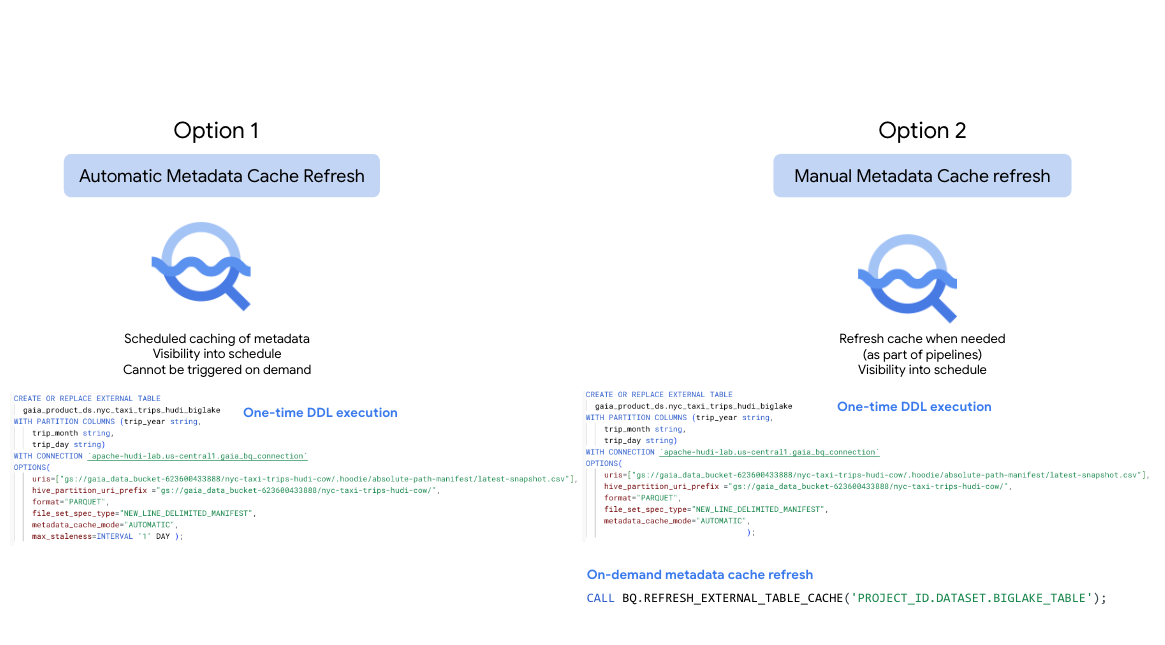 Option 1
Automatic Metadata Cache Refresh
Scheduled caching of metadata
Visibility into schedule
Cannot be triggered on demand
CREATE OR REPLACE EXTERNAL TABLE
gaia_product_ds.nyc_taxi_trips_hudi_biglake
One-time DDL execution
WITH PARTITION COLUMNS (trip_year string,
trip_month string,
trip_day string)
WITH CONNECTION `apache-hudi-lab.us-central1.gaia_bq_connection`
OPTIONS(
uris=["gs://gaia_data_bucket-623600433888/nyc-taxi-trips-hudi-cow/.hoodie/absolute-path-manifest/latest-snapshot.csv"],
hive_partition_uri_prefix ="gs://gaia_data_bucket-623600433888/nyc-taxi-trips-hudi-cow/",
format="PARQUET",
file_set_spec_type="NEW_LINE_DELIMITED_MANIFEST",
metadata_cache_mode="AUTOMATIC",
max_staleness=INTERVAL '1' DAY );
Option 2
Manual Metadata Cache refresh
Refresh cache when needed
(as part of pipelines)
Visibility into schedule
CREATE OR REPLACE EXTERNAL TABLE
gaia_product_ds.nyc_taxi_trips_hudi_biglake
One-time DDL execution
WITH PARTITION COLUMNS (trip_year string,
trip_month string,
trip_day string)
WITH CONNECTION `apache-hudi-lab.us-central1.gaia_bq_connection`
OPTIONS(
uris=["gs://gaia_data_bucket-623600433888/nyc-taxi-trips-hudi-cow/.hoodie/absolute-path-manifest/latest-snapshot.csv"],
hive_partition_uri_prefix ="gs://gaia_data_bucket-623600433888/nyc-taxi-trips-hudi-cow/",
format="PARQUET",
file_set_spec_type="NEW_LINE_DELIMITED_MANIFEST",
metadata_cache_mode="AUTOMATIC",
);
On-demand metadata cache refresh
CALL BQ.REFRESH_EXTERNAL_TABLE_CACHE('PROJECT_ID.DATASET.BIGLAKE_TABLE');